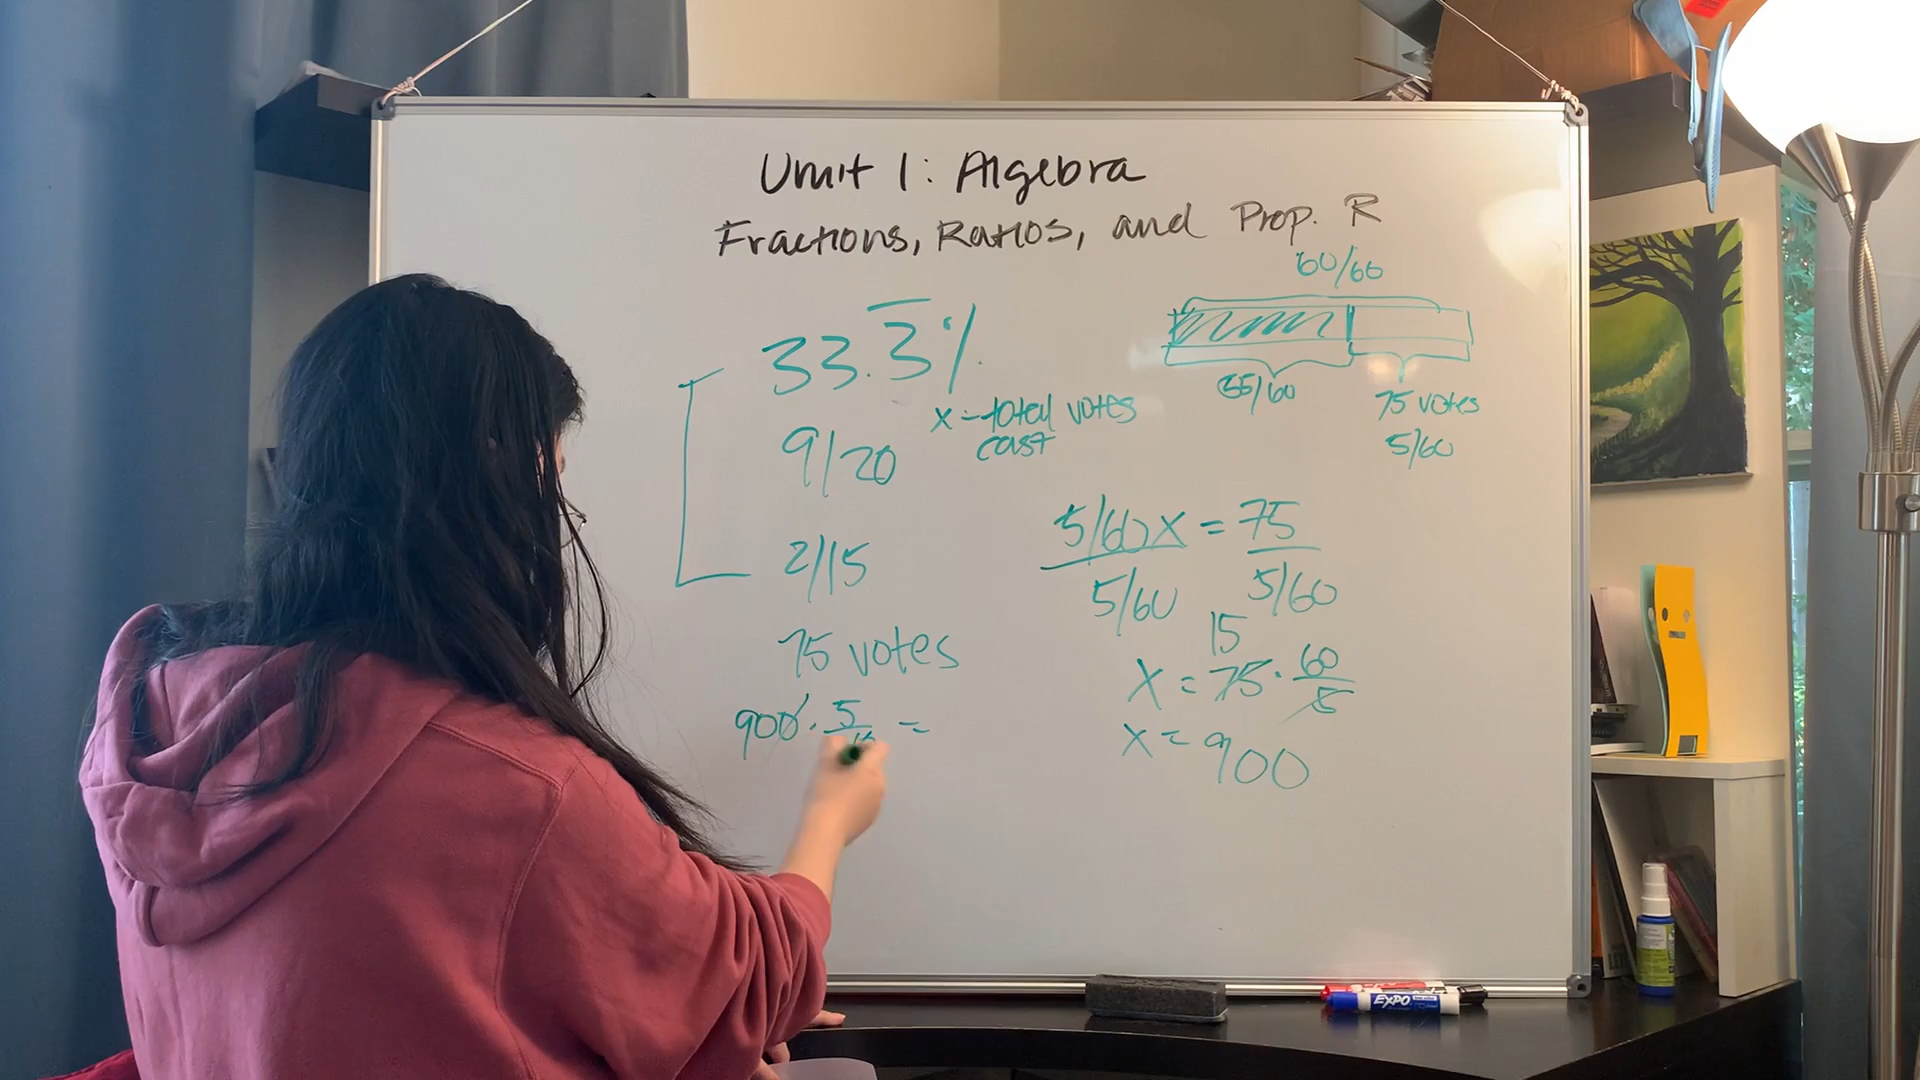 Unit 1: Algebra
Fractions, Ratios, and Prop. R
33.3̅%
9/20
2/15
75 votes
900 · 5/ =
x = total votes
cast
60/60
55/60
75 votes
5/60
5/60x = 75
5/60 5/60
15
x = 75 · 60/5
x = 900
EXPO